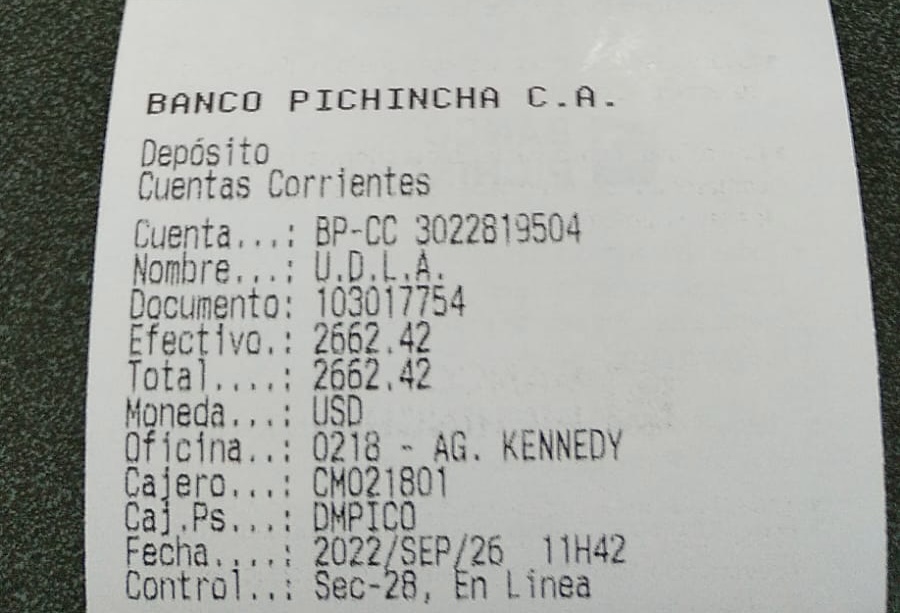 BANCO PICHINCHA C.A.
Depósito
Cuentas Corrientes
Cuenta...: BP-CC 3022819504
Nombre...: U.D.L.A.
Documento: 103017754
Efectivo.: 2662.42
Total....: 2662.42
Moneda...: USD
Oficina..: 0218 - AG. KENNEDY
Cajero...: CM021801
Caj.Ps...: DMPICO
Fecha....: 2022/SEP/26 11H42
Control..: Sec-28, En Linea